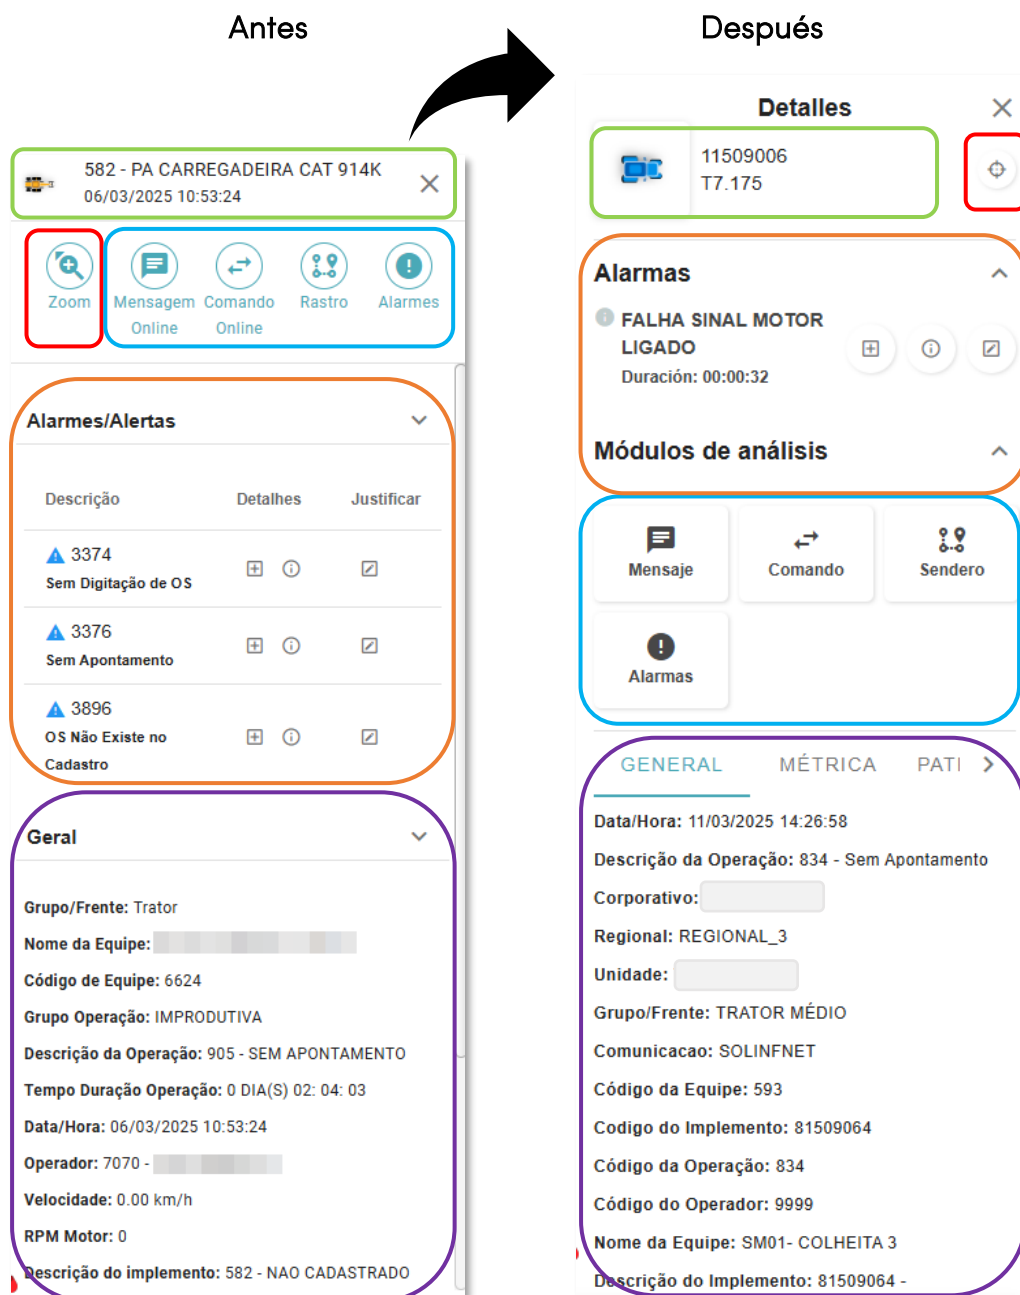 Antes
582 - PA CARREGADEIRA CAT 914K
06/03/2025 10:53:24
Zoom
Mensagem
Online
Comando
Online
Rastro
Alarmes
Alarmes/Alertas
Descrição Detalhes Justificar
3374
Sem Digitação de OS
3376
Sem Apontamento
3896
OS Não Existe no
Cadastro
Geral
Grupo/Frente: Trator
Nome da Equipe:
Código de Equipe: 6624
Grupo Operação: IMPRODUTIVA
Descrição da Operação: 905 - SEM APONTAMENTO
Tempo Duração Operação: 0 DIA(S) 02: 04: 03
Data/Hora: 06/03/2025 10:53:24
Operador: 7070 -
Velocidade: 0.00 km/h
RPM Motor: 0
Descrição do implemento: 582 - NAO CADASTRADO
Después
Detalles
11509006
T7.175
Alarmas
FALHA SINAL MOTOR
LIGADO
Duración: 00:00:32
Módulos de análisis
Mensaje
Comando
Sendero
Alarmas
GENERAL MÉTRICA PATI
Data/Hora: 11/03/2025 14:26:58
Descrição da Operação: 834 - Sem Apontamento
Corporativo:
Regional: REGIONAL_3
Unidade:
Grupo/Frente: TRATOR MÉDIO
Comunicacao: SOLINFNET
Código da Equipe: 593
Codigo do Implemento: 81509064
Código da Operação: 834
Código do Operador: 9999
Nome da Equipe: SM01- COLHEITA 3
Descrição do Implemento: 81509064 -